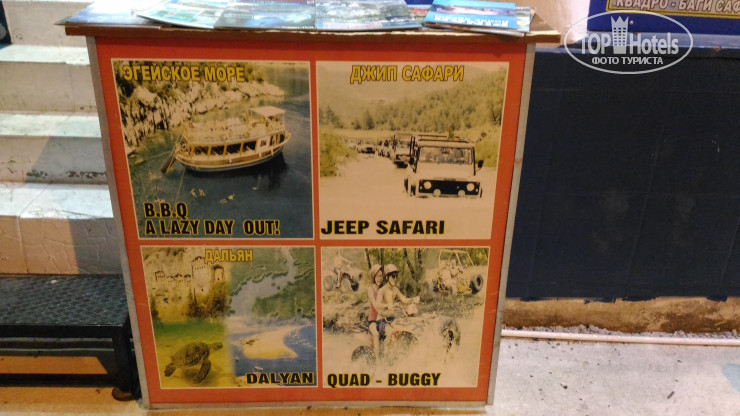 КВАДРО - БАГИ САФ
TOP Hotels
ФОТО ТУРИСТА
ЭГЕЙСКОЕ МОРЕ
B.B.Q
A LAZY DAY OUT!
ДЖИП САФАРИ
JEEP SAFARI
ДАЛЬЯН
DALYAN
QUAD - BUGGY